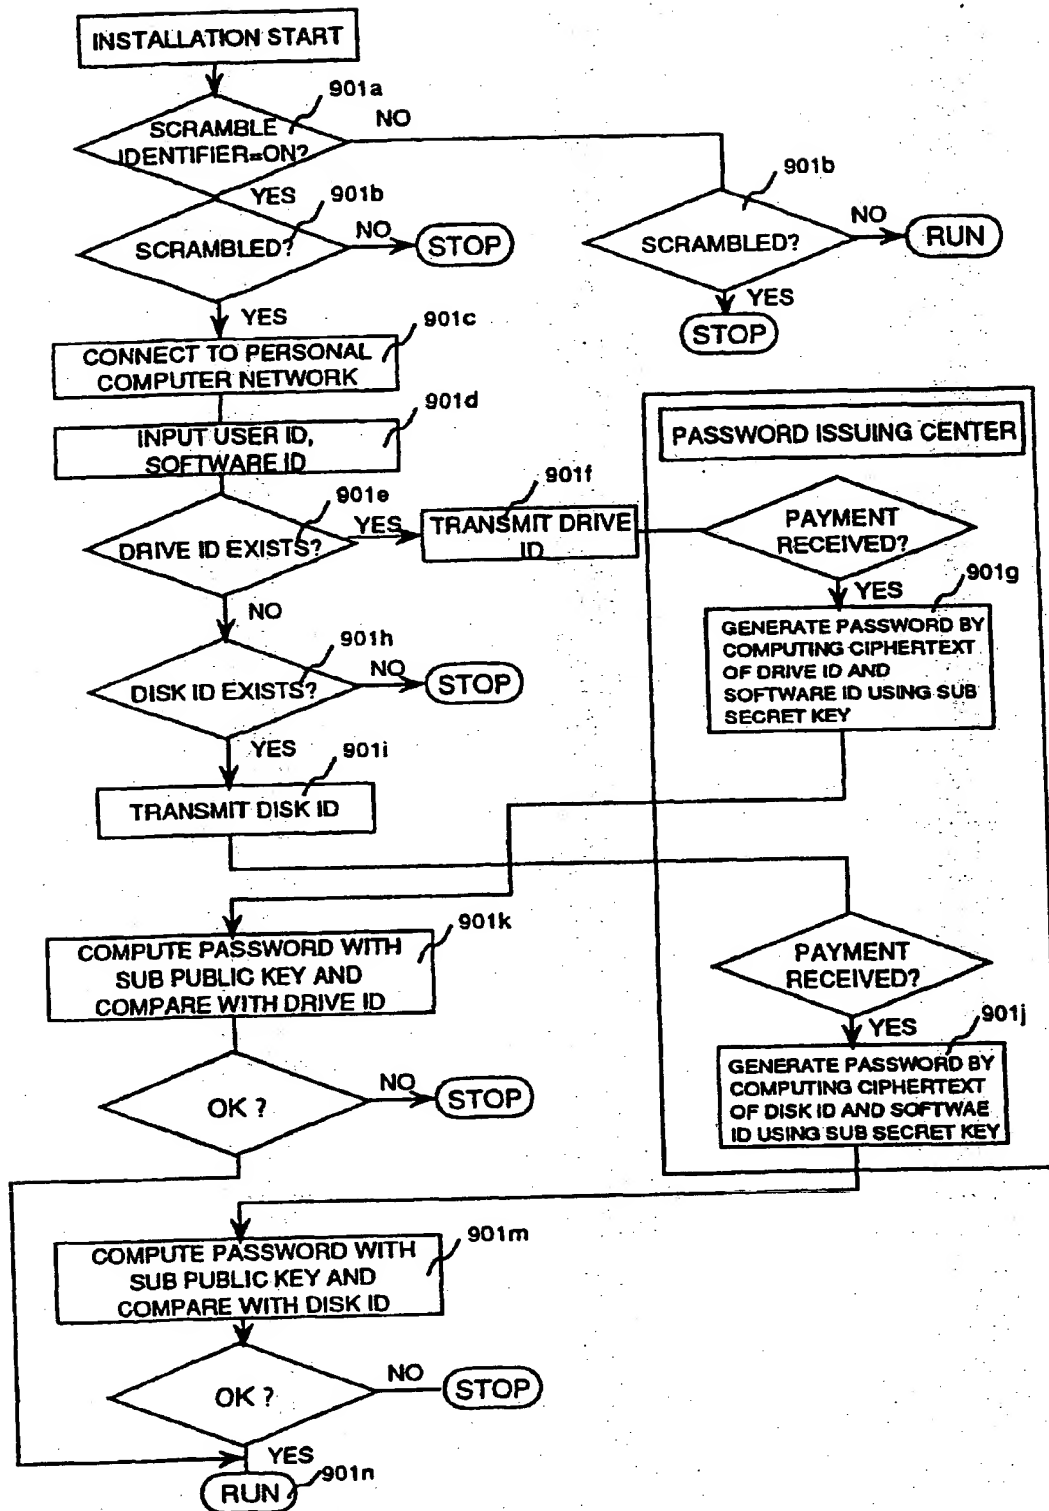 INSTALLATION START
901a
SCRAMBLE
IDENTIFIER=ON?
NO
YES
901b
SCRAMBLED?
NO
STOP
901b
SCRAMBLED?
NO
RUN
YES
STOP
YES
901c
CONNECT TO PERSONAL
COMPUTER NETWORK
901d
INPUT USER ID,
SOFTWARE ID
901e
DRIVE ID EXISTS?
YES
901f
TRANSMIT DRIVE
ID
PASSWORD ISSUING CENTER
PAYMENT
RECEIVED?
YES
901g
GENERATE PASSWORD BY
COMPUTING CIPHERTEXT
OF DRIVE ID AND
SOFTWARE ID USING SUB
SECRET KEY
NO
901h
DISK ID EXISTS?
NO
STOP
YES
901i
TRANSMIT DISK ID
901k
COMPUTE PASSWORD WITH
SUB PUBLIC KEY AND
COMPARE WITH DRIVE ID
PAYMENT
RECEIVED?
YES
901j
GENERATE PASSWORD BY
COMPUTING CIPHERTEXT
OF DISK ID AND SOFTWAE
ID USING SUB SECRET KEY
OK ?
NO
STOP
901m
COMPUTE PASSWORD WITH
SUB PUBLIC KEY AND
COMPARE WITH DISK ID
OK ?
NO
STOP
YES
901n
RUN